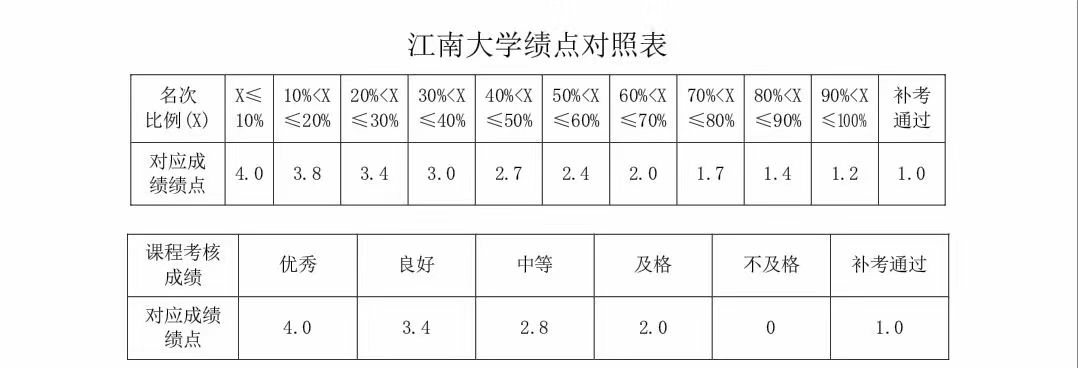 江南大学绩点对照表
名次 X≤ 10%<X 20%<X 30%<X 40%<X 50%<X 60%<X 70%<X 80%<X 90%<X 补考
比例(X) 10% ≤20% ≤30% ≤40% ≤50% ≤60% ≤70% ≤80% ≤90% ≤100% 通过
对应成
绩绩点 4.0 3.8 3.4 3.0 2.7 2.4 2.0 1.7 1.4 1.2 1.0
课程考核
成绩 优秀 良好 中等 及格 不及格 补考通过
对应成绩
绩点 4.0 3.4 2.8 2.0 0 1.0